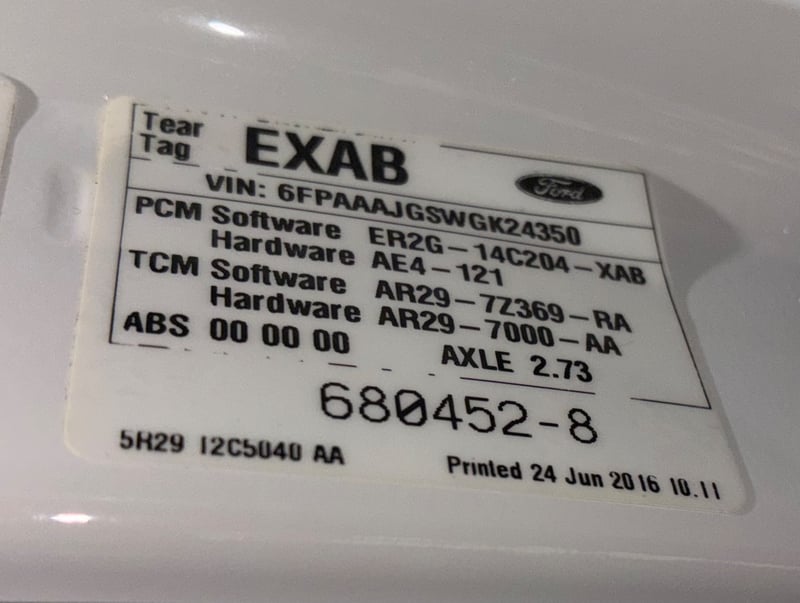 Tear Tag EXAB
Ford
VIN: 6FPAAAJGSWGK24350
PCM Software ER2G-14C204-XAB
Hardware AE4-121
TCM Software AR29-7Z369-RA
Hardware AR29-7000-AA
ABS 00 00 00 AXLE 2.73
680452-8
5R29 12C5040 AA Printed 24 Jun 2016 10.11